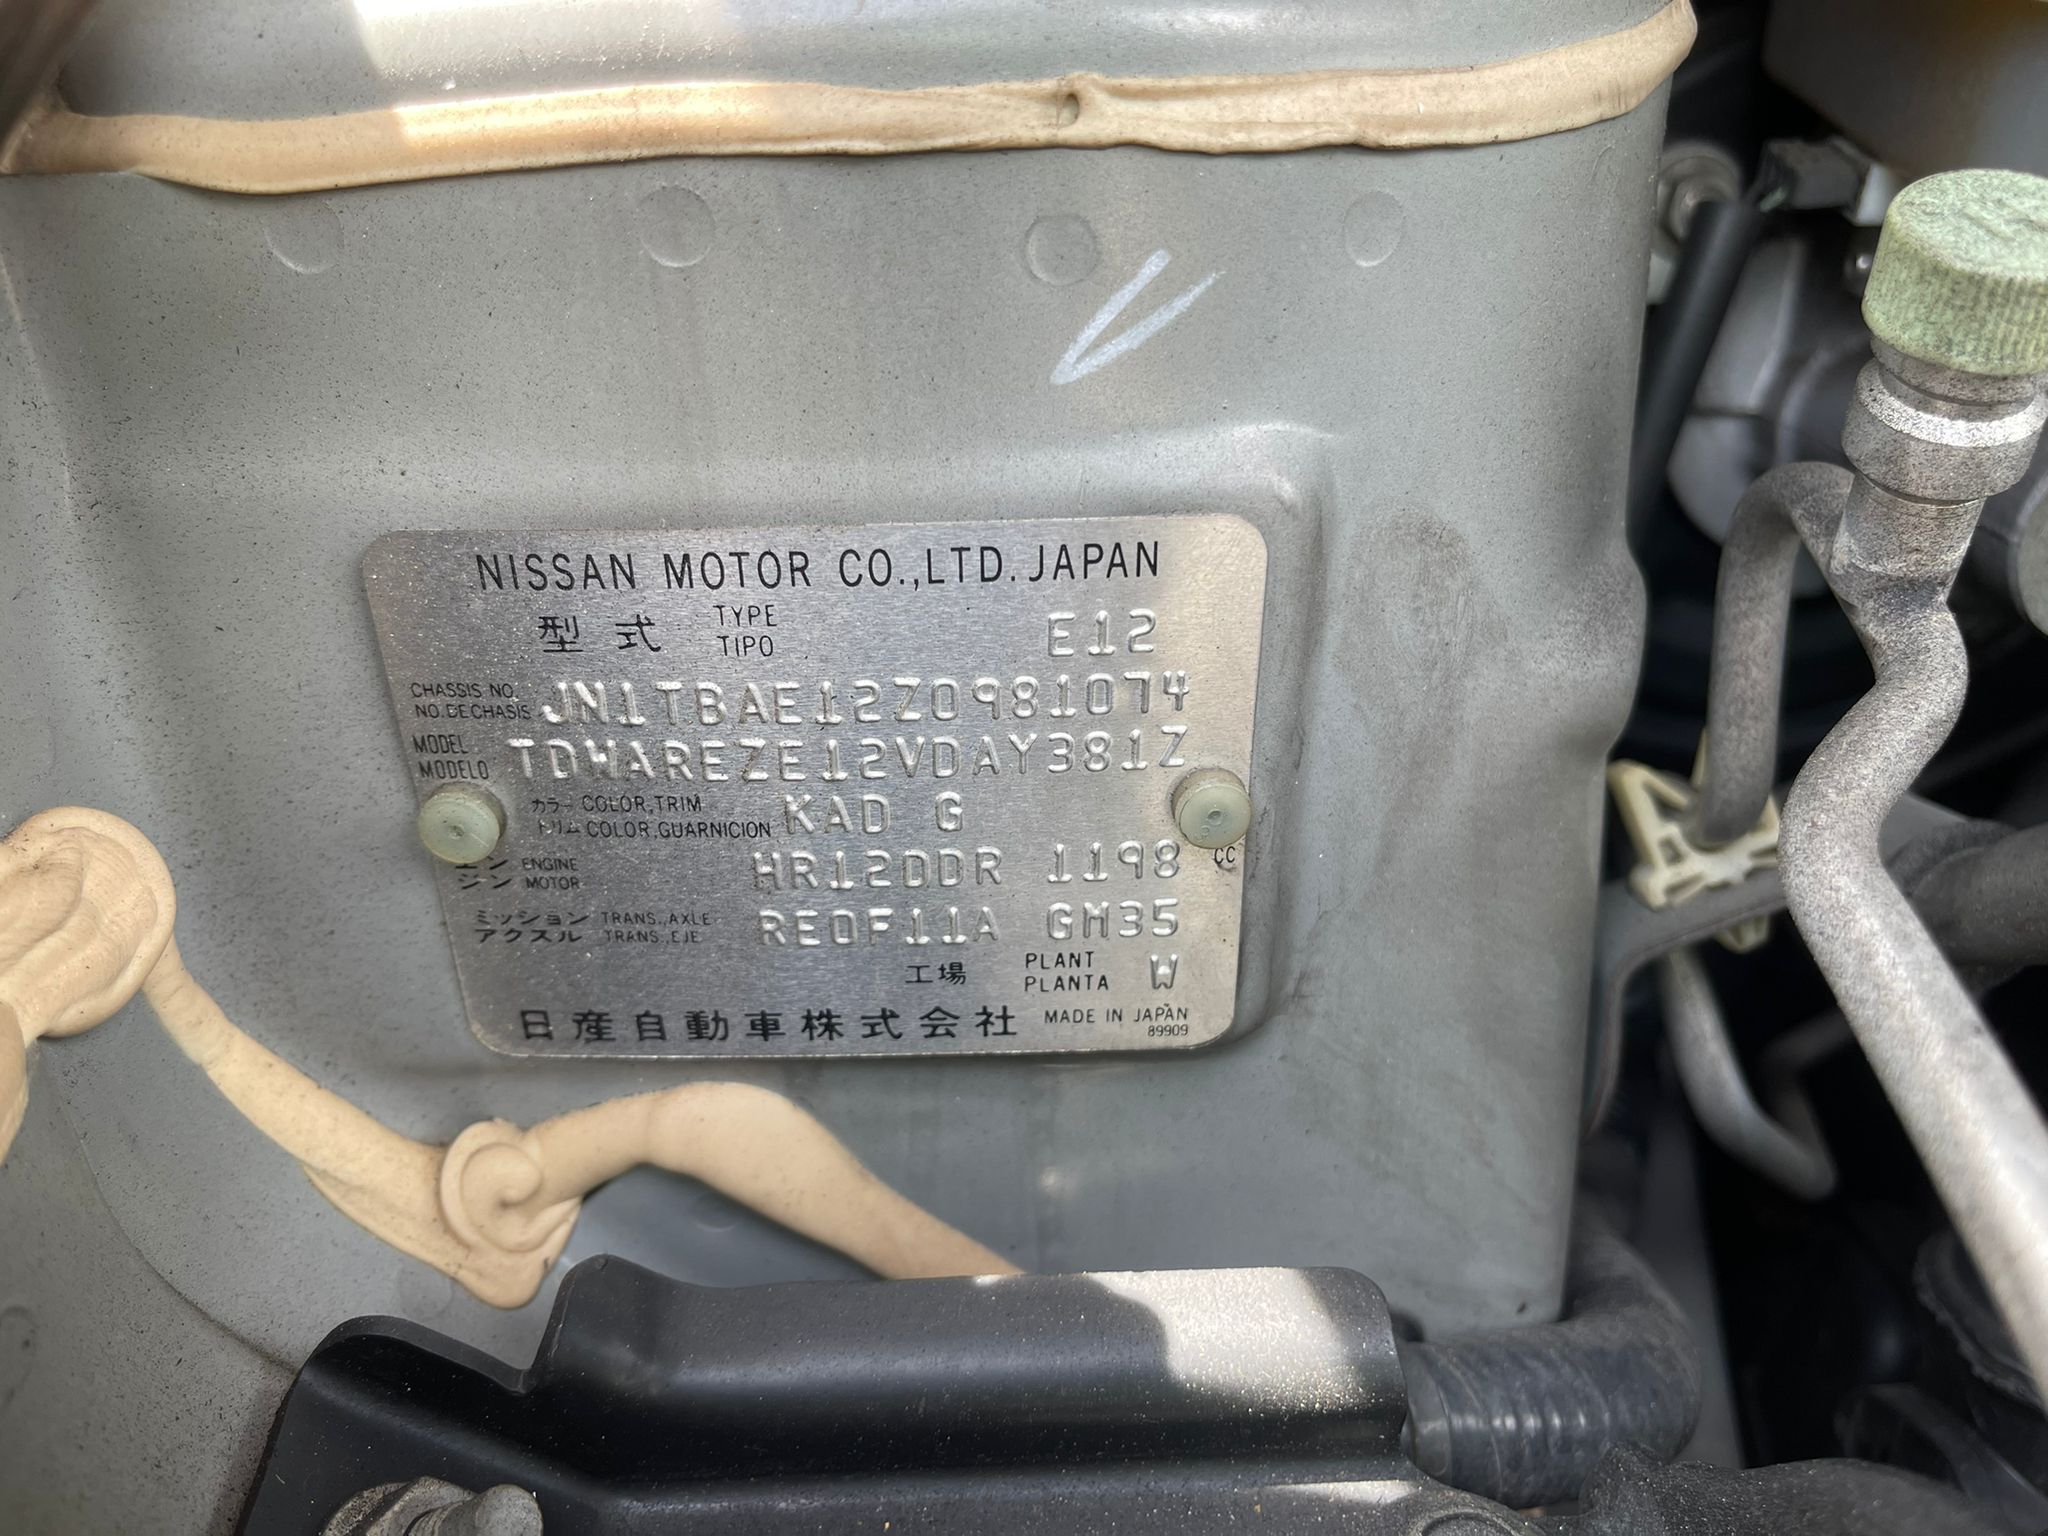 NISSAN MOTOR CO.,LTD. JAPAN
型式 TYPE E12
TIPO
CHASSIS NO. JN1TBAE12Z0981074
NO. DE CHASIS
MODEL TDWAREZE12VDAY381Z
MODELO
カラー COLOR,TRIM KAD G
トリム COLOR,GUARNICION
エン ENGINE HR12DDR 1198 CC
ジン MOTOR
ミッション TRANS.,AXLE RE0F11A GM35
アクスル TRANS.,EJE
工場 PLANT W
PLANTA
日産自動車株式会社 MADE IN JAPAN
89909